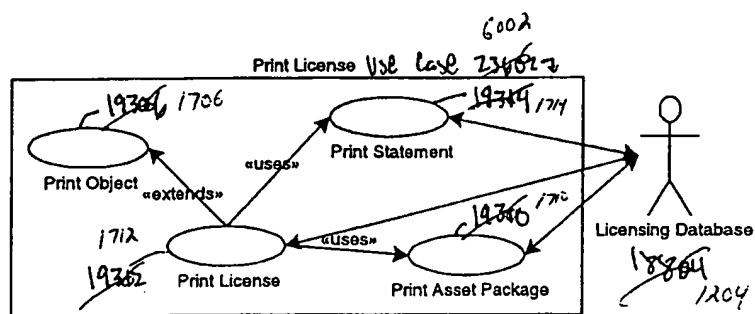 6002
Print License Use Case
1706
1714
Print Statement
Print Object
«uses»
«extends»
1710
1712
«uses»
Print License
Print Asset Package
Licensing Database
1204